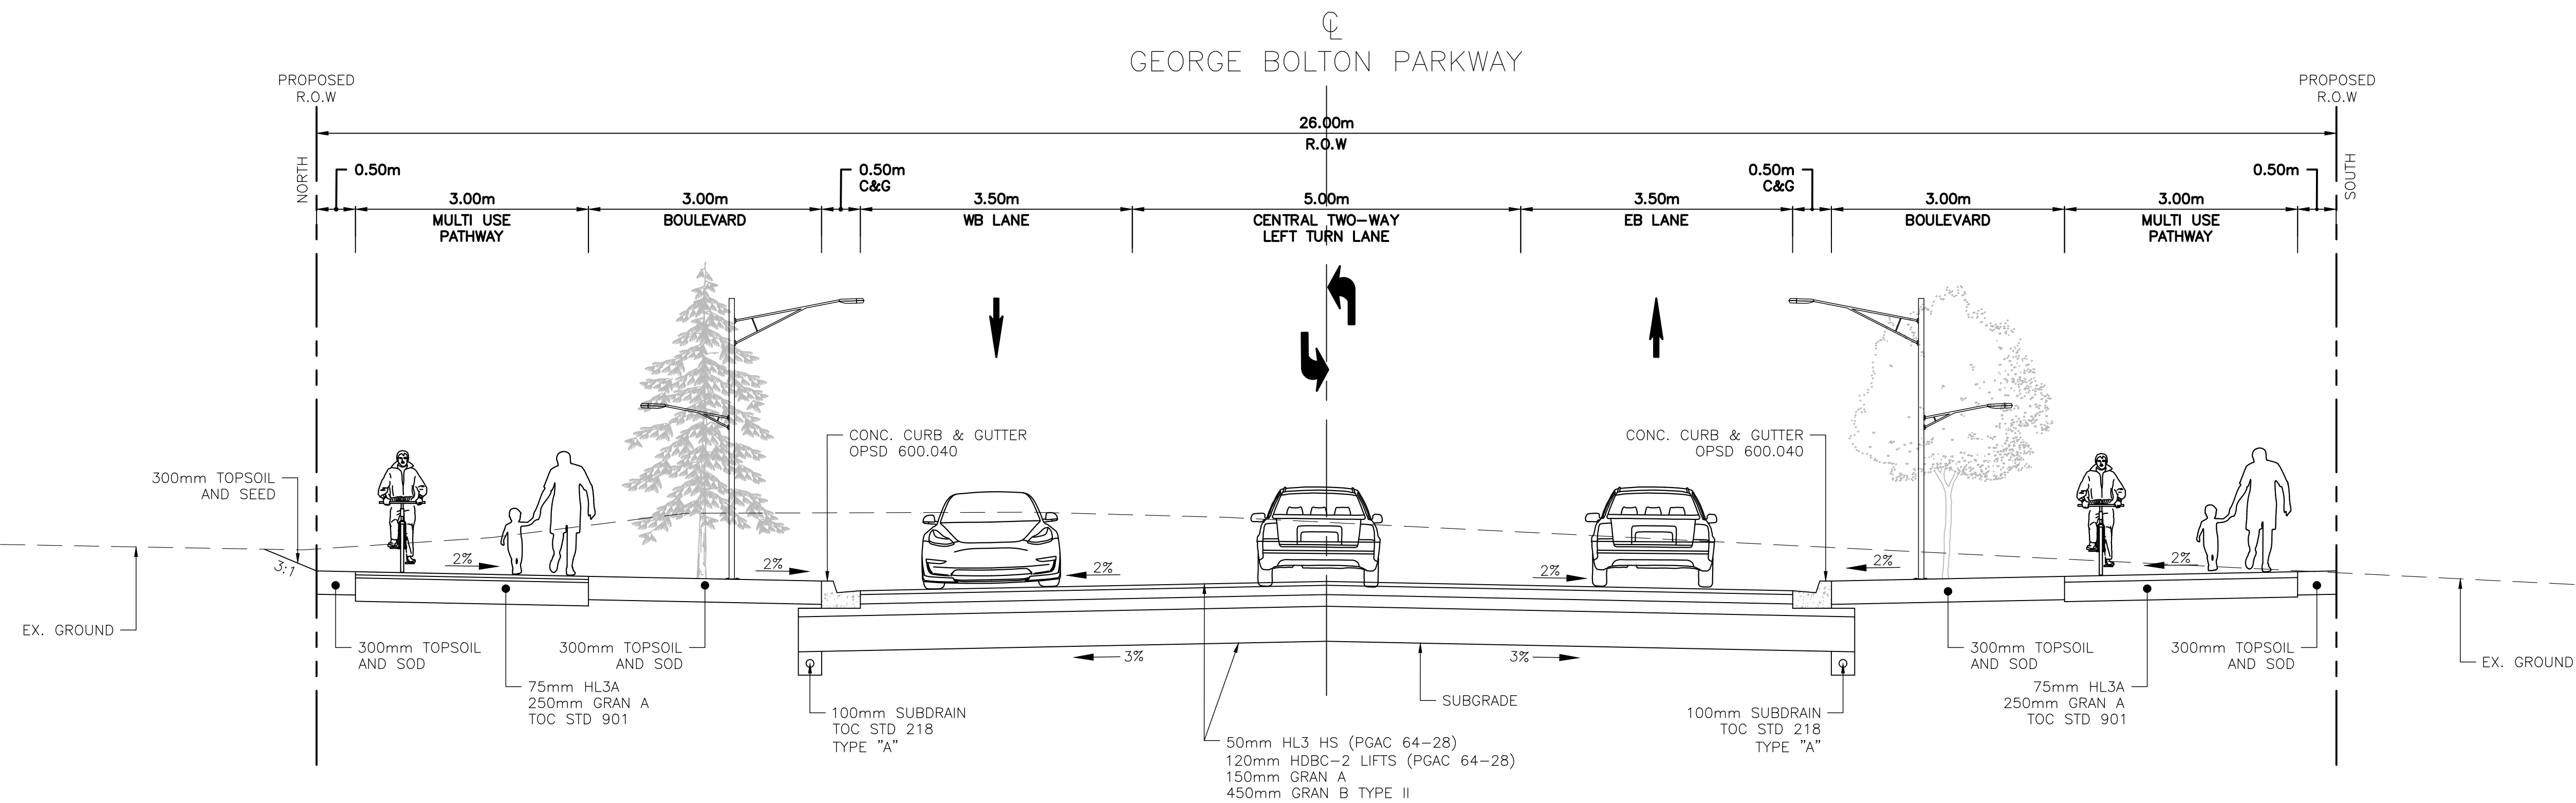 ℄
GEORGE BOLTON PARKWAY
PROPOSED
R.O.W
PROPOSED
R.O.W
26.00m
R.O.W
NORTH
SOUTH
0.50m
0.50m
C&G
0.50m
C&G
0.50m
3.00m
MULTI USE
PATHWAY
3.00m
BOULEVARD
3.50m
WB LANE
5.00m
CENTRAL TWO-WAY
LEFT TURN LANE
3.50m
EB LANE
3.00m
BOULEVARD
3.00m
MULTI USE
PATHWAY
CONC. CURB & GUTTER
OPSD 600.040
CONC. CURB & GUTTER
OPSD 600.040
300mm TOPSOIL
AND SEED
3:1
2%
2%
2%
2%
2%
2%
EX. GROUND
300mm TOPSOIL
AND SOD
300mm TOPSOIL
AND SOD
75mm HL3A
250mm GRAN A
TOC STD 901
100mm SUBDRAIN
TOC STD 218
TYPE "A"
3%
3%
SUBGRADE
50mm HL3 HS (PGAC 64-28)
120mm HDBC-2 LIFTS (PGAC 64-28)
150mm GRAN A
450mm GRAN B TYPE II
100mm SUBDRAIN
TOC STD 218
TYPE "A"
300mm TOPSOIL
AND SOD
300mm TOPSOIL
AND SOD
75mm HL3A
250mm GRAN A
TOC STD 901
EX. GROUND